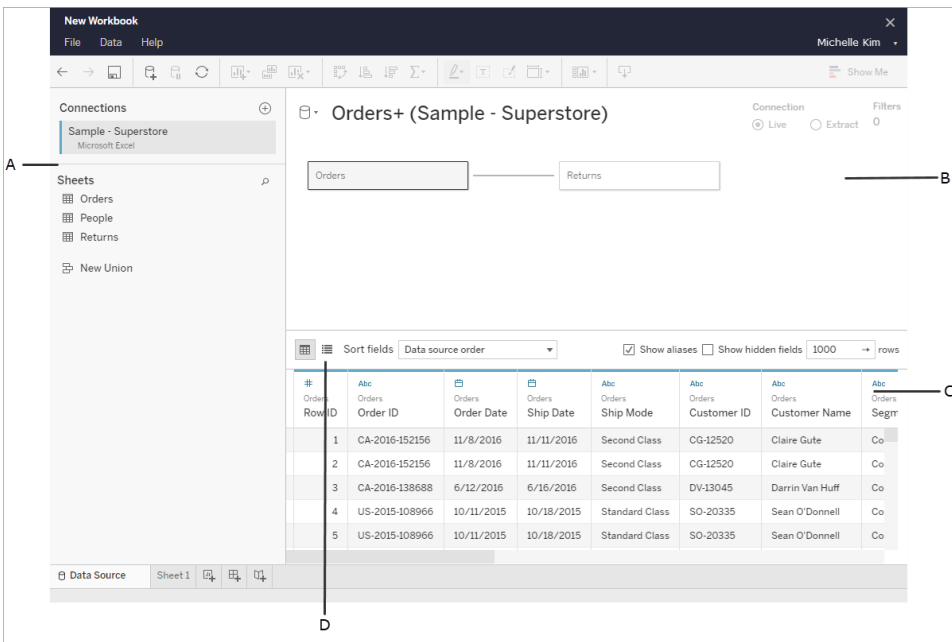 New Workbook
File Data Help
Michelle Kim
Show Me
Connections
Sample - Superstore
Microsoft Excel
A
Sheets
Orders
People
Returns
New Union
Orders+ (Sample - Superstore)
Connection
Live Extract
Filters
0
Orders
Returns
B
Sort fields Data source order Show aliases Show hidden fields 1000 → rows
# Abc Abc Abc Abc Abc
Orders Orders Orders Orders Orders Orders Orders Orders
Row ID Order ID Order Date Ship Date Ship Mode Customer ID Customer Name Segm
C
1 CA-2016-152156 11/8/2016 11/11/2016 Second Class CG-12520 Claire Gute Co
2 CA-2016-152156 11/8/2016 11/11/2016 Second Class CG-12520 Claire Gute Co
3 CA-2016-138688 6/12/2016 6/16/2016 Second Class DV-13045 Darrin Van Huff Co
4 US-2015-108966 10/11/2015 10/18/2015 Standard Class SO-20335 Sean O'Donnell Co
5 US-2015-108966 10/11/2015 10/18/2015 Standard Class SO-20335 Sean O'Donnell Co
Data Source Sheet 1
D